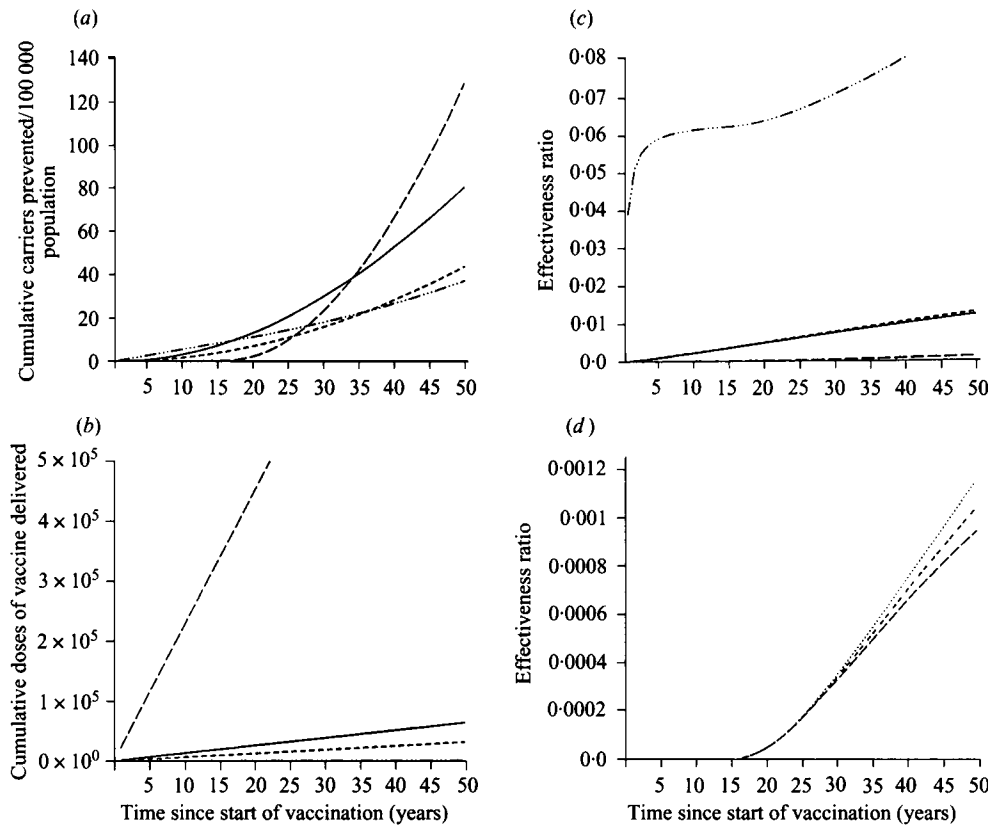 (a)
Cumulative carriers prevented/100 000
population
140
120
100
80
60
40
20
0
5 10 15 20 25 30 35 40 45 50
(b)
Cumulative doses of vaccine delivered
5 × 10⁵
4 × 10⁵
3 × 10⁵
2 × 10⁵
1 × 10⁵
0 × 10⁰
5 10 15 20 25 30 35 40 45 50
Time since start of vaccination (years)
(c)
Effectiveness ratio
0·08
0·07
0·06
0·05
0·04
0·03
0·02
0·01
0·0
5 10 15 20 25 30 35 40 45 50
(d)
Effectiveness ratio
0·0012
0·001
0·0008
0·0006
0·0004
0·0002
0·0
5 10 15 20 25 30 35 40 45 50
Time since start of vaccination (years)